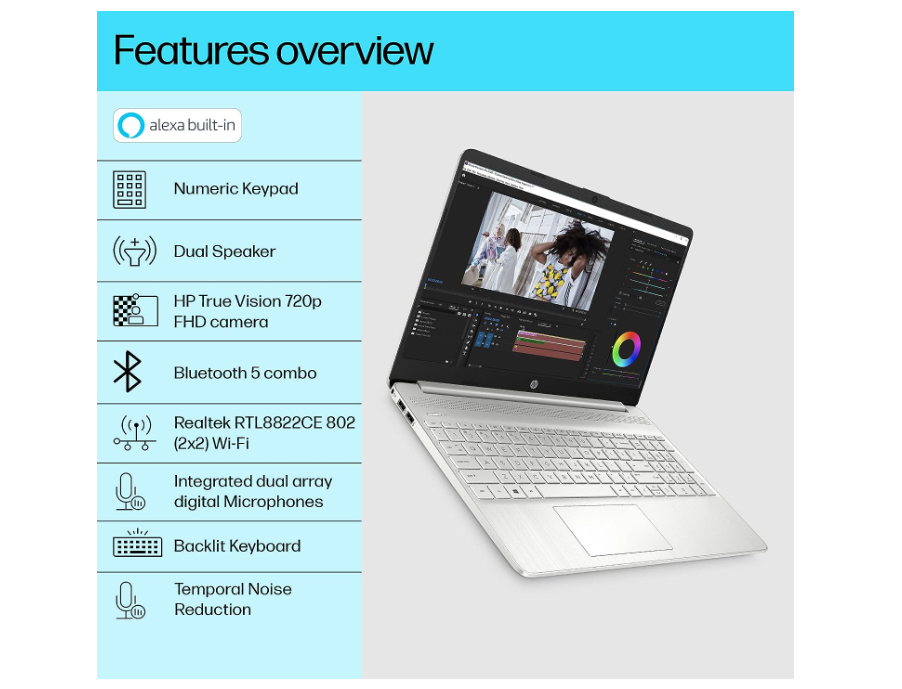 Features overview
alexa built-in
Numeric Keypad
Dual Speaker
HP True Vision 720p
FHD camera
Bluetooth 5 combo
Realtek RTL8822CE 802
(2x2) Wi-Fi
Integrated dual array
digital Microphones
Backlit Keyboard
Temporal Noise
Reduction
hp